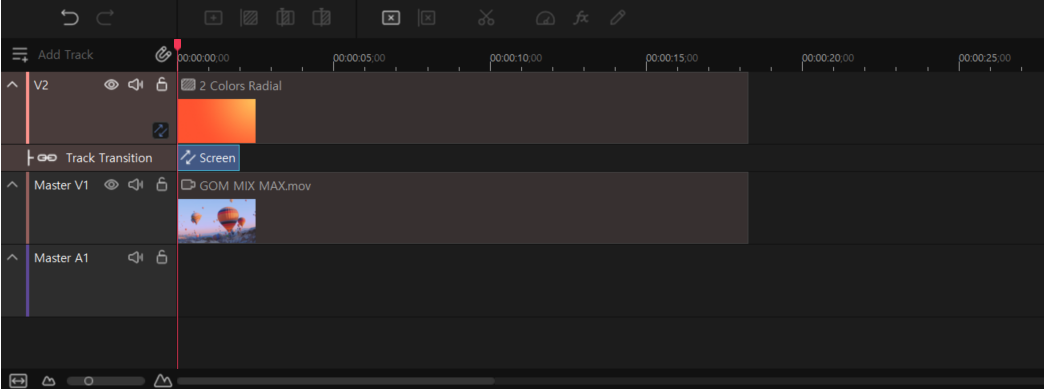 fx
Add Track
00:00:00;00 00:00:05;00 00:00:10;00 00:00:15;00 00:00:20;00 00:00:25;00
V2
2 Colors Radial
Track Transition
Screen
Master V1
GOM MIX MAX.mov
Master A1